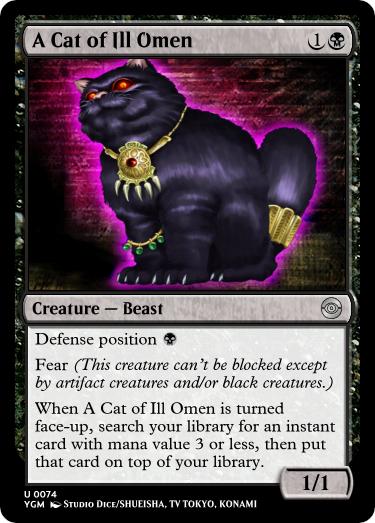 A Cat of Ill Omen 1
Creature — Beast
Defense position
Fear (This creature can't be blocked except
by artifact creatures and/or black creatures.)
When A Cat of Ill Omen is turned
face-up, search your library for an instant
card with mana value 3 or less, then put
that card on top of your library.
1/1
U 0074
YGM Studio Dice/SHUEISHA, TV TOKYO, KONAMI